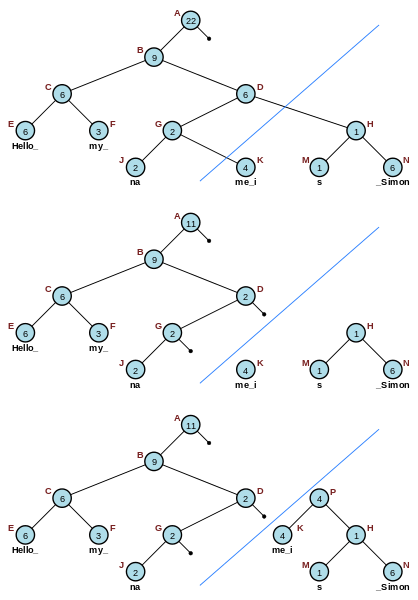 A 22
B 9
C 6 D 6
E 6 F 3 G 2 H 1
Hello_ my_
J 2 K 4 M 1 N 6
na me_i s _Simon
A 11
B 9
C 6 D 2
E 6 F 3 G 2 H 1
Hello_ my_
J 2 K 4 M 1 N 6
na me_i s _Simon
A 11
B 9
C 6 D 2 P 4
E 6 F 3 G 2 K 4 H 1
Hello_ my_ me_i
J 2 M 1 N 6
na s _Simon